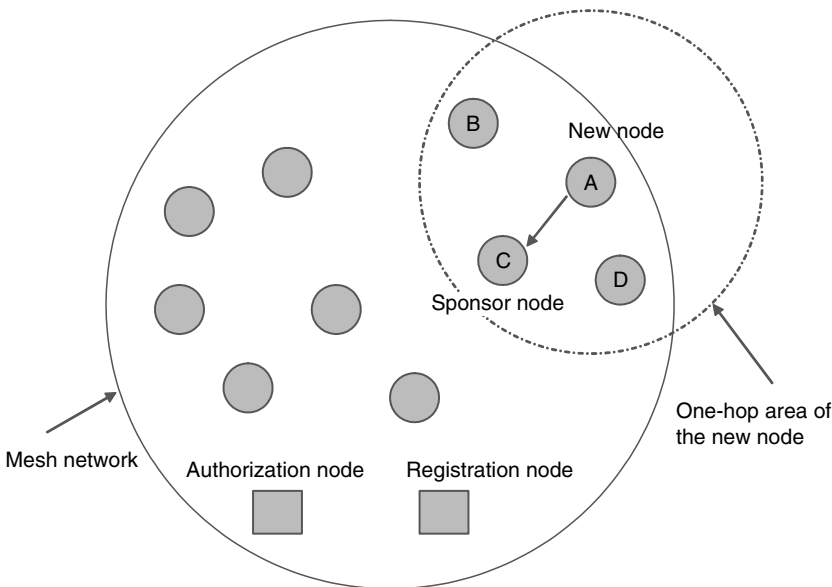 B
New node
A
C
D
Sponsor node
One-hop area of
the new node
Mesh network
Authorization node
Registration node